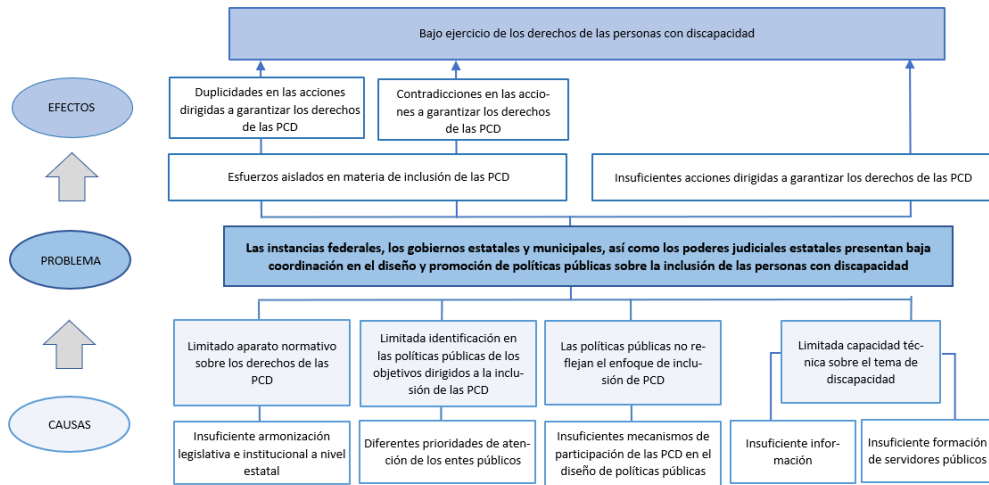 Bajo ejercicio de los derechos de las personas con discapacidad
EFECTOS
Duplicidades en las acciones
dirigidas a garantizar los derechos
de las PCD
Contradicciones en las accio-
nes a garantizar los derechos
de las PCD
Esfuerzos aislados en materia de inclusión de las PCD
Insuficientes acciones dirigidas a garantizar los derechos de las PCD
PROBLEMA
Las instancias federales, los gobiernos estatales y municipales, así como los poderes judiciales estatales presentan baja
coordinación en el diseño y promoción de políticas públicas sobre la inclusión de las personas con discapacidad
Limitado aparato normativo
sobre los derechos de las
PCD
Limitada identificación en
las políticas públicas de los
objetivos dirigidos a la inclu-
sión de las PCD
Las políticas públicas no re-
flejan el enfoque de inclu-
sión de PCD
Limitada capacidad téc-
nica sobre el tema de
discapacidad
CAUSAS
Insuficiente armonización
legislativa e institucional a nivel
estatal
Diferentes prioridades de aten-
ción de los entes públicos
Insuficientes mecanismos de
participación de las PCD en el
diseño de políticas públicas
Insuficiente infor-
mación
Insuficiente formación
de servidores públicos